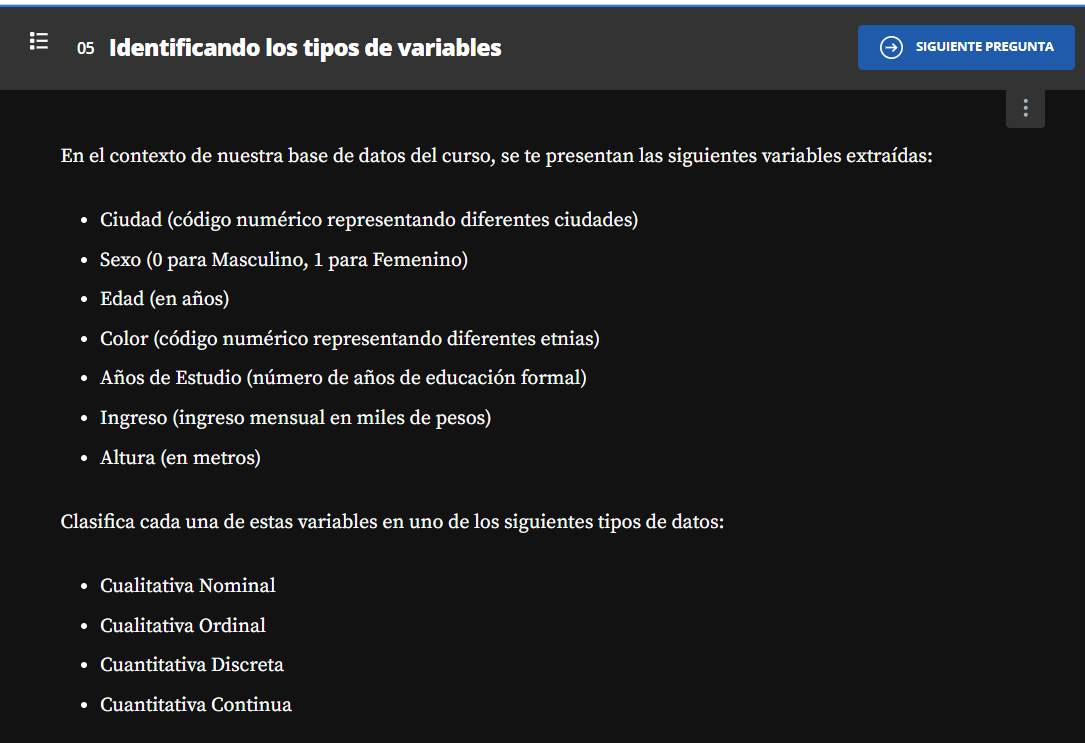 05 Identificando los tipos de variables
SIGUIENTE PREGUNTA
En el contexto de nuestra base de datos del curso, se te presentan las siguientes variables extraídas:
• Ciudad (código numérico representando diferentes ciudades)
• Sexo (0 para Masculino, 1 para Femenino)
• Edad (en años)
• Color (código numérico representando diferentes etnias)
• Años de Estudio (número de años de educación formal)
• Ingreso (ingreso mensual en miles de pesos)
• Altura (en metros)
Clasifica cada una de estas variables en uno de los siguientes tipos de datos:
• Cualitativa Nominal
• Cualitativa Ordinal
• Cuantitativa Discreta
• Cuantitativa Continua